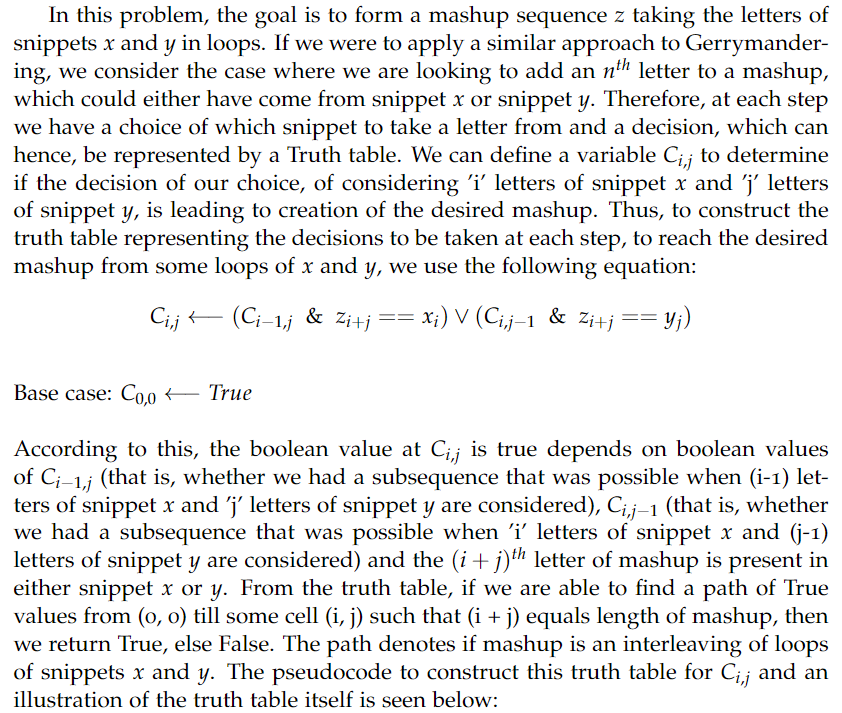 In this problem, the goal is to form a mashup sequence z taking the letters of
snippets x and y in loops. If we were to apply a similar approach to Gerrymander-
ing, we consider the case where we are looking to add an nᵗʰ letter to a mashup,
which could either have come from snippet x or snippet y. Therefore, at each step
we have a choice of which snippet to take a letter from and a decision, which can
hence, be represented by a Truth table. We can define a variable C_{i,j} to determine
if the decision of our choice, of considering 'i' letters of snippet x and 'j' letters
of snippet y, is leading to creation of the desired mashup. Thus, to construct the
truth table representing the decisions to be taken at each step, to reach the desired
mashup from some loops of x and y, we use the following equation:
C_{i,j} ⟵ (C_{i−1,j} & z_{i+j} == x_i) ∨ (C_{i,j−1} & z_{i+j} == y_j)
Base case: C_{0,0} ⟵ True
According to this, the boolean value at C_{i,j} is true depends on boolean values
of C_{i−1,j} (that is, whether we had a subsequence that was possible when (i-1) let-
ters of snippet x and 'j' letters of snippet y are considered), C_{i,j−1} (that is, whether
we had a subsequence that was possible when 'i' letters of snippet x and (j-1)
letters of snippet y are considered) and the (i + j)ᵗʰ letter of mashup is present in
either snippet x or y. From the truth table, if we are able to find a path of True
values from (0, 0) till some cell (i, j) such that (i + j) equals length of mashup, then
we return True, else False. The path denotes if mashup is an interleaving of loops
of snippets x and y. The pseudocode to construct this truth table for C_{i,j} and an
illustration of the truth table itself is seen below: